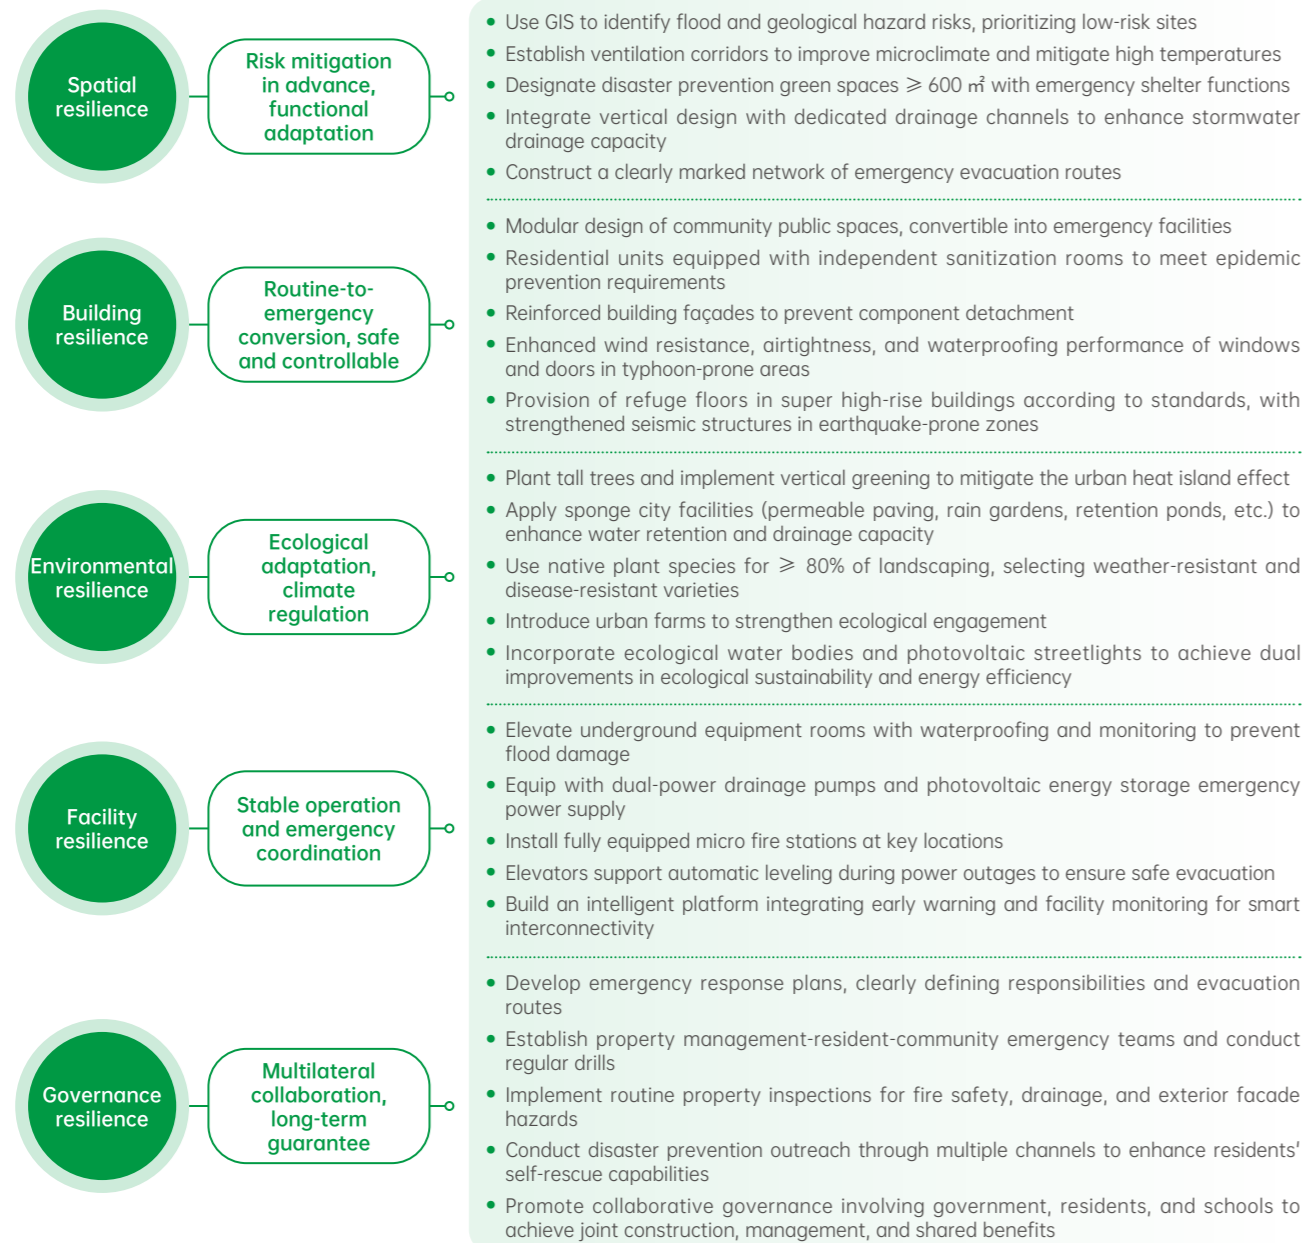 Spatial
resilience
Risk mitigation
in advance,
functional
adaptation
• Use GIS to identify flood and geological hazard risks, prioritizing low-risk sites
• Establish ventilation corridors to improve microclimate and mitigate high temperatures
• Designate disaster prevention green spaces ⩾ 600 ㎡ with emergency shelter functions
• Integrate vertical design with dedicated drainage channels to enhance stormwater
drainage capacity
• Construct a clearly marked network of emergency evacuation routes
Building
resilience
Routine-to-
emergency
conversion, safe
and controllable
• Modular design of community public spaces, convertible into emergency facilities
• Residential units equipped with independent sanitization rooms to meet epidemic
prevention requirements
• Reinforced building façades to prevent component detachment
• Enhanced wind resistance, airtightness, and waterproofing performance of windows
and doors in typhoon-prone areas
• Provision of refuge floors in super high-rise buildings according to standards, with
strengthened seismic structures in earthquake-prone zones
Environmental
resilience
Ecological
adaptation,
climate
regulation
• Plant tall trees and implement vertical greening to mitigate the urban heat island effect
• Apply sponge city facilities (permeable paving, rain gardens, retention ponds, etc.) to
enhance water retention and drainage capacity
• Use native plant species for ⩾ 80% of landscaping, selecting weather-resistant and
disease-resistant varieties
• Introduce urban farms to strengthen ecological engagement
• Incorporate ecological water bodies and photovoltaic streetlights to achieve dual
improvements in ecological sustainability and energy efficiency
Facility
resilience
Stable operation
and emergency
coordination
• Elevate underground equipment rooms with waterproofing and monitoring to prevent
flood damage
• Equip with dual-power drainage pumps and photovoltaic energy storage emergency
power supply
• Install fully equipped micro fire stations at key locations
• Elevators support automatic leveling during power outages to ensure safe evacuation
• Build an intelligent platform integrating early warning and facility monitoring for smart
interconnectivity
Governance
resilience
Multilateral
collaboration,
long-term
guarantee
• Develop emergency response plans, clearly defining responsibilities and evacuation
routes
• Establish property management-resident-community emergency teams and conduct
regular drills
• Implement routine property inspections for fire safety, drainage, and exterior facade
hazards
• Conduct disaster prevention outreach through multiple channels to enhance residents'
self-rescue capabilities
• Promote collaborative governance involving government, residents, and schools to
achieve joint construction, management, and shared benefits